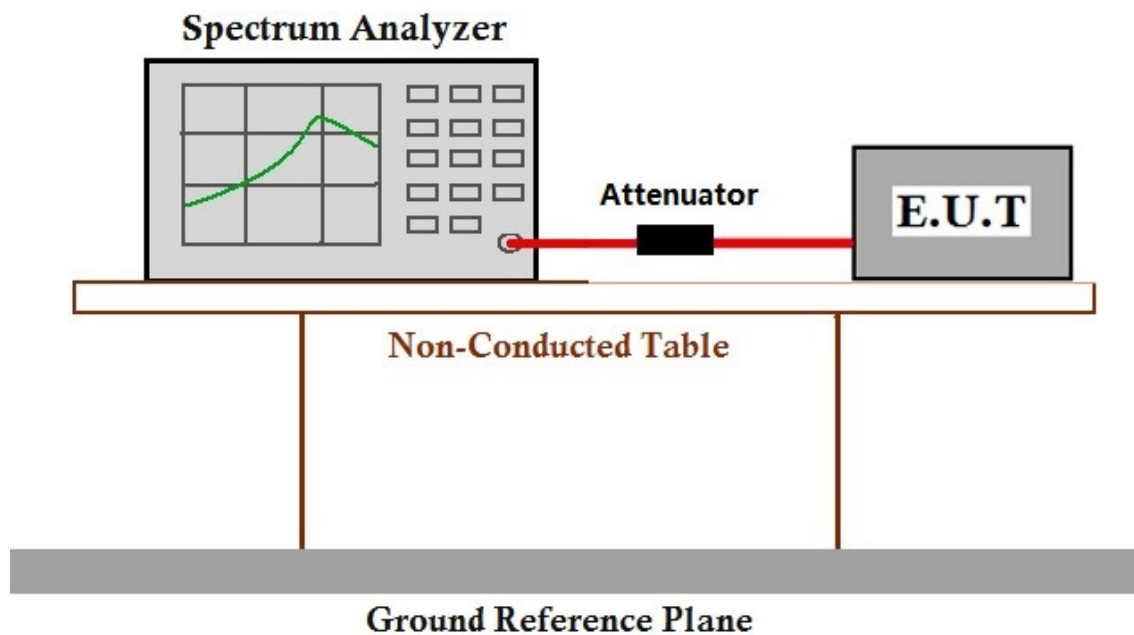 Spectrum Analyzer
Attenuator
E.U.T
Non-Conducted Table
Ground Reference Plane